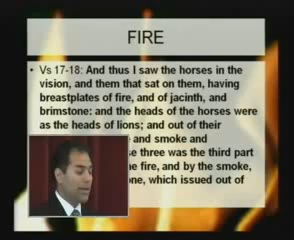 FIRE
• Vs 17-18: And thus I saw the horses in the
vision, and them that sat on them, having
breastplates of fire, and of jacinth, and
brimstone: and the heads of the horses were
as the heads of lions; and out of their
e and smoke and
se three was the third part
e fire, and by the smoke,
one, which issued out of